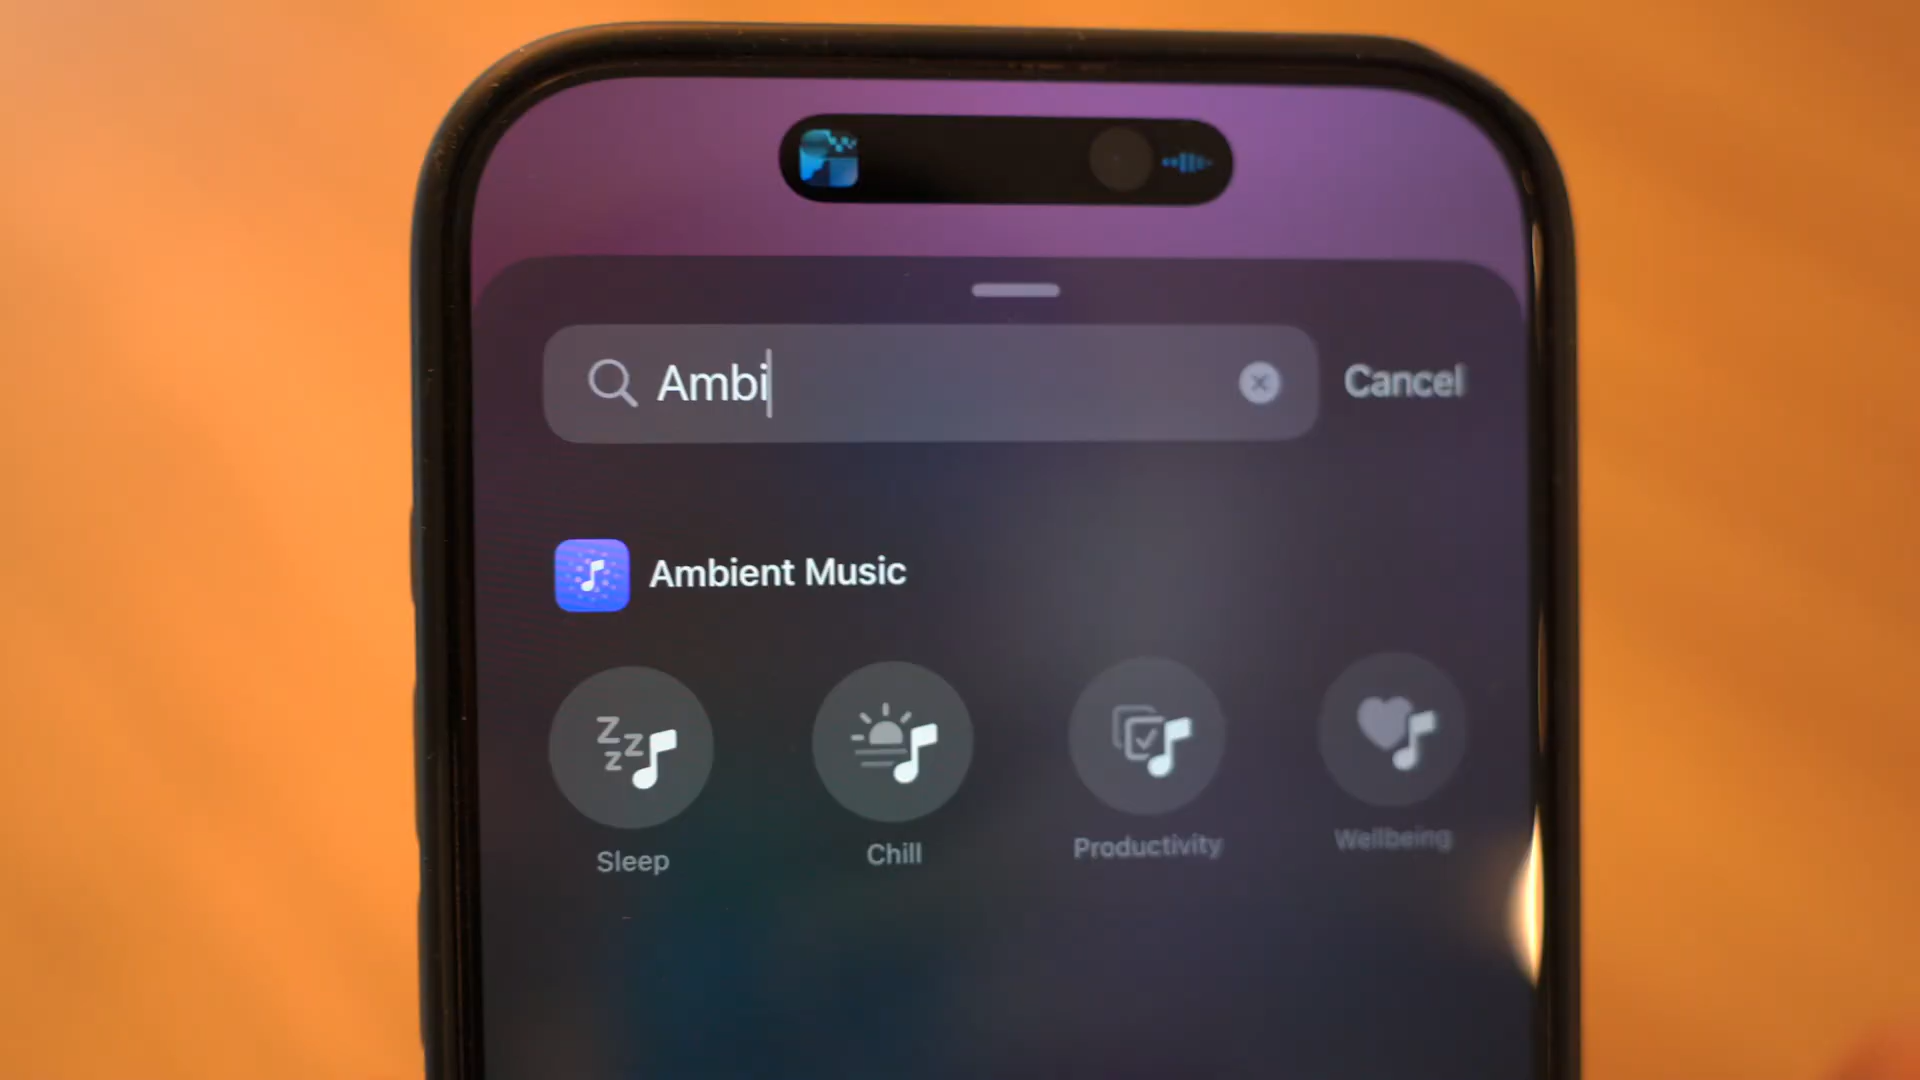 Ambi
Cancel
Ambient Music
Sleep
Chill
Productivity
Wellbeing